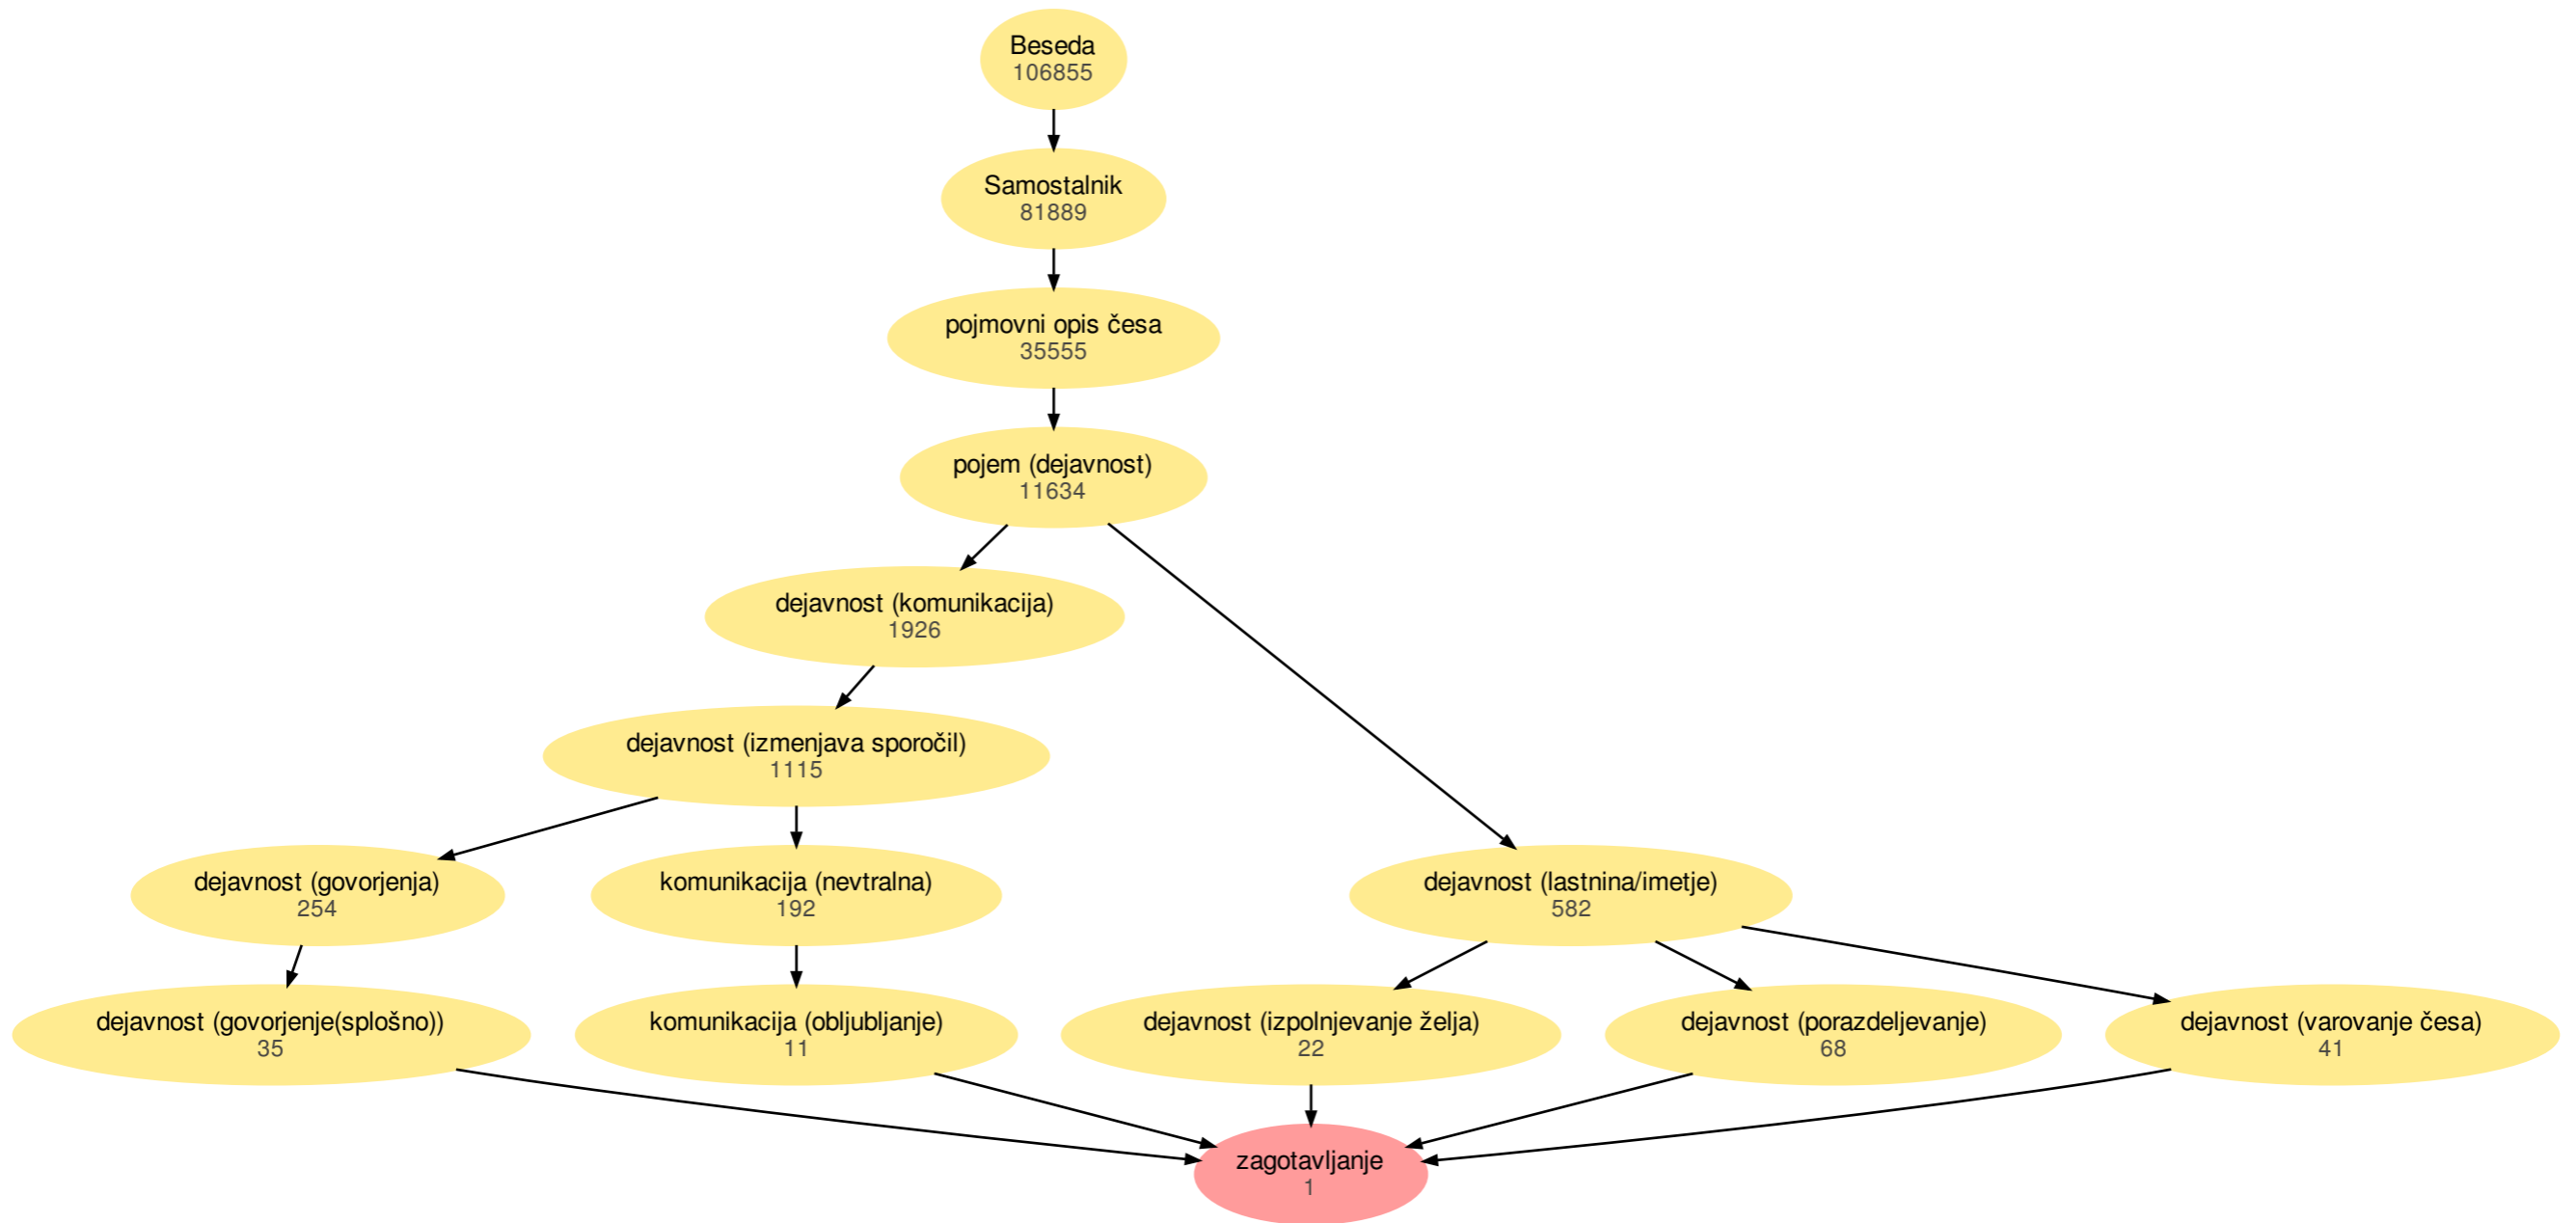 Beseda
106855
Samostalnik
81889
pojmovni opis česa
35555
pojem (dejavnost)
11634
dejavnost (komunikacija)
1926
dejavnost (izmenjava sporočil)
1115
dejavnost (govorjenja)
254
komunikacija (nevtralna)
192
dejavnost (lastnina/imetje)
582
dejavnost (govorjenje(splošno))
35
komunikacija (obljubljanje)
11
dejavnost (izpolnjevanje želja)
22
dejavnost (porazdeljevanje)
68
dejavnost (varovanje česa)
41
zagotavljanje
1